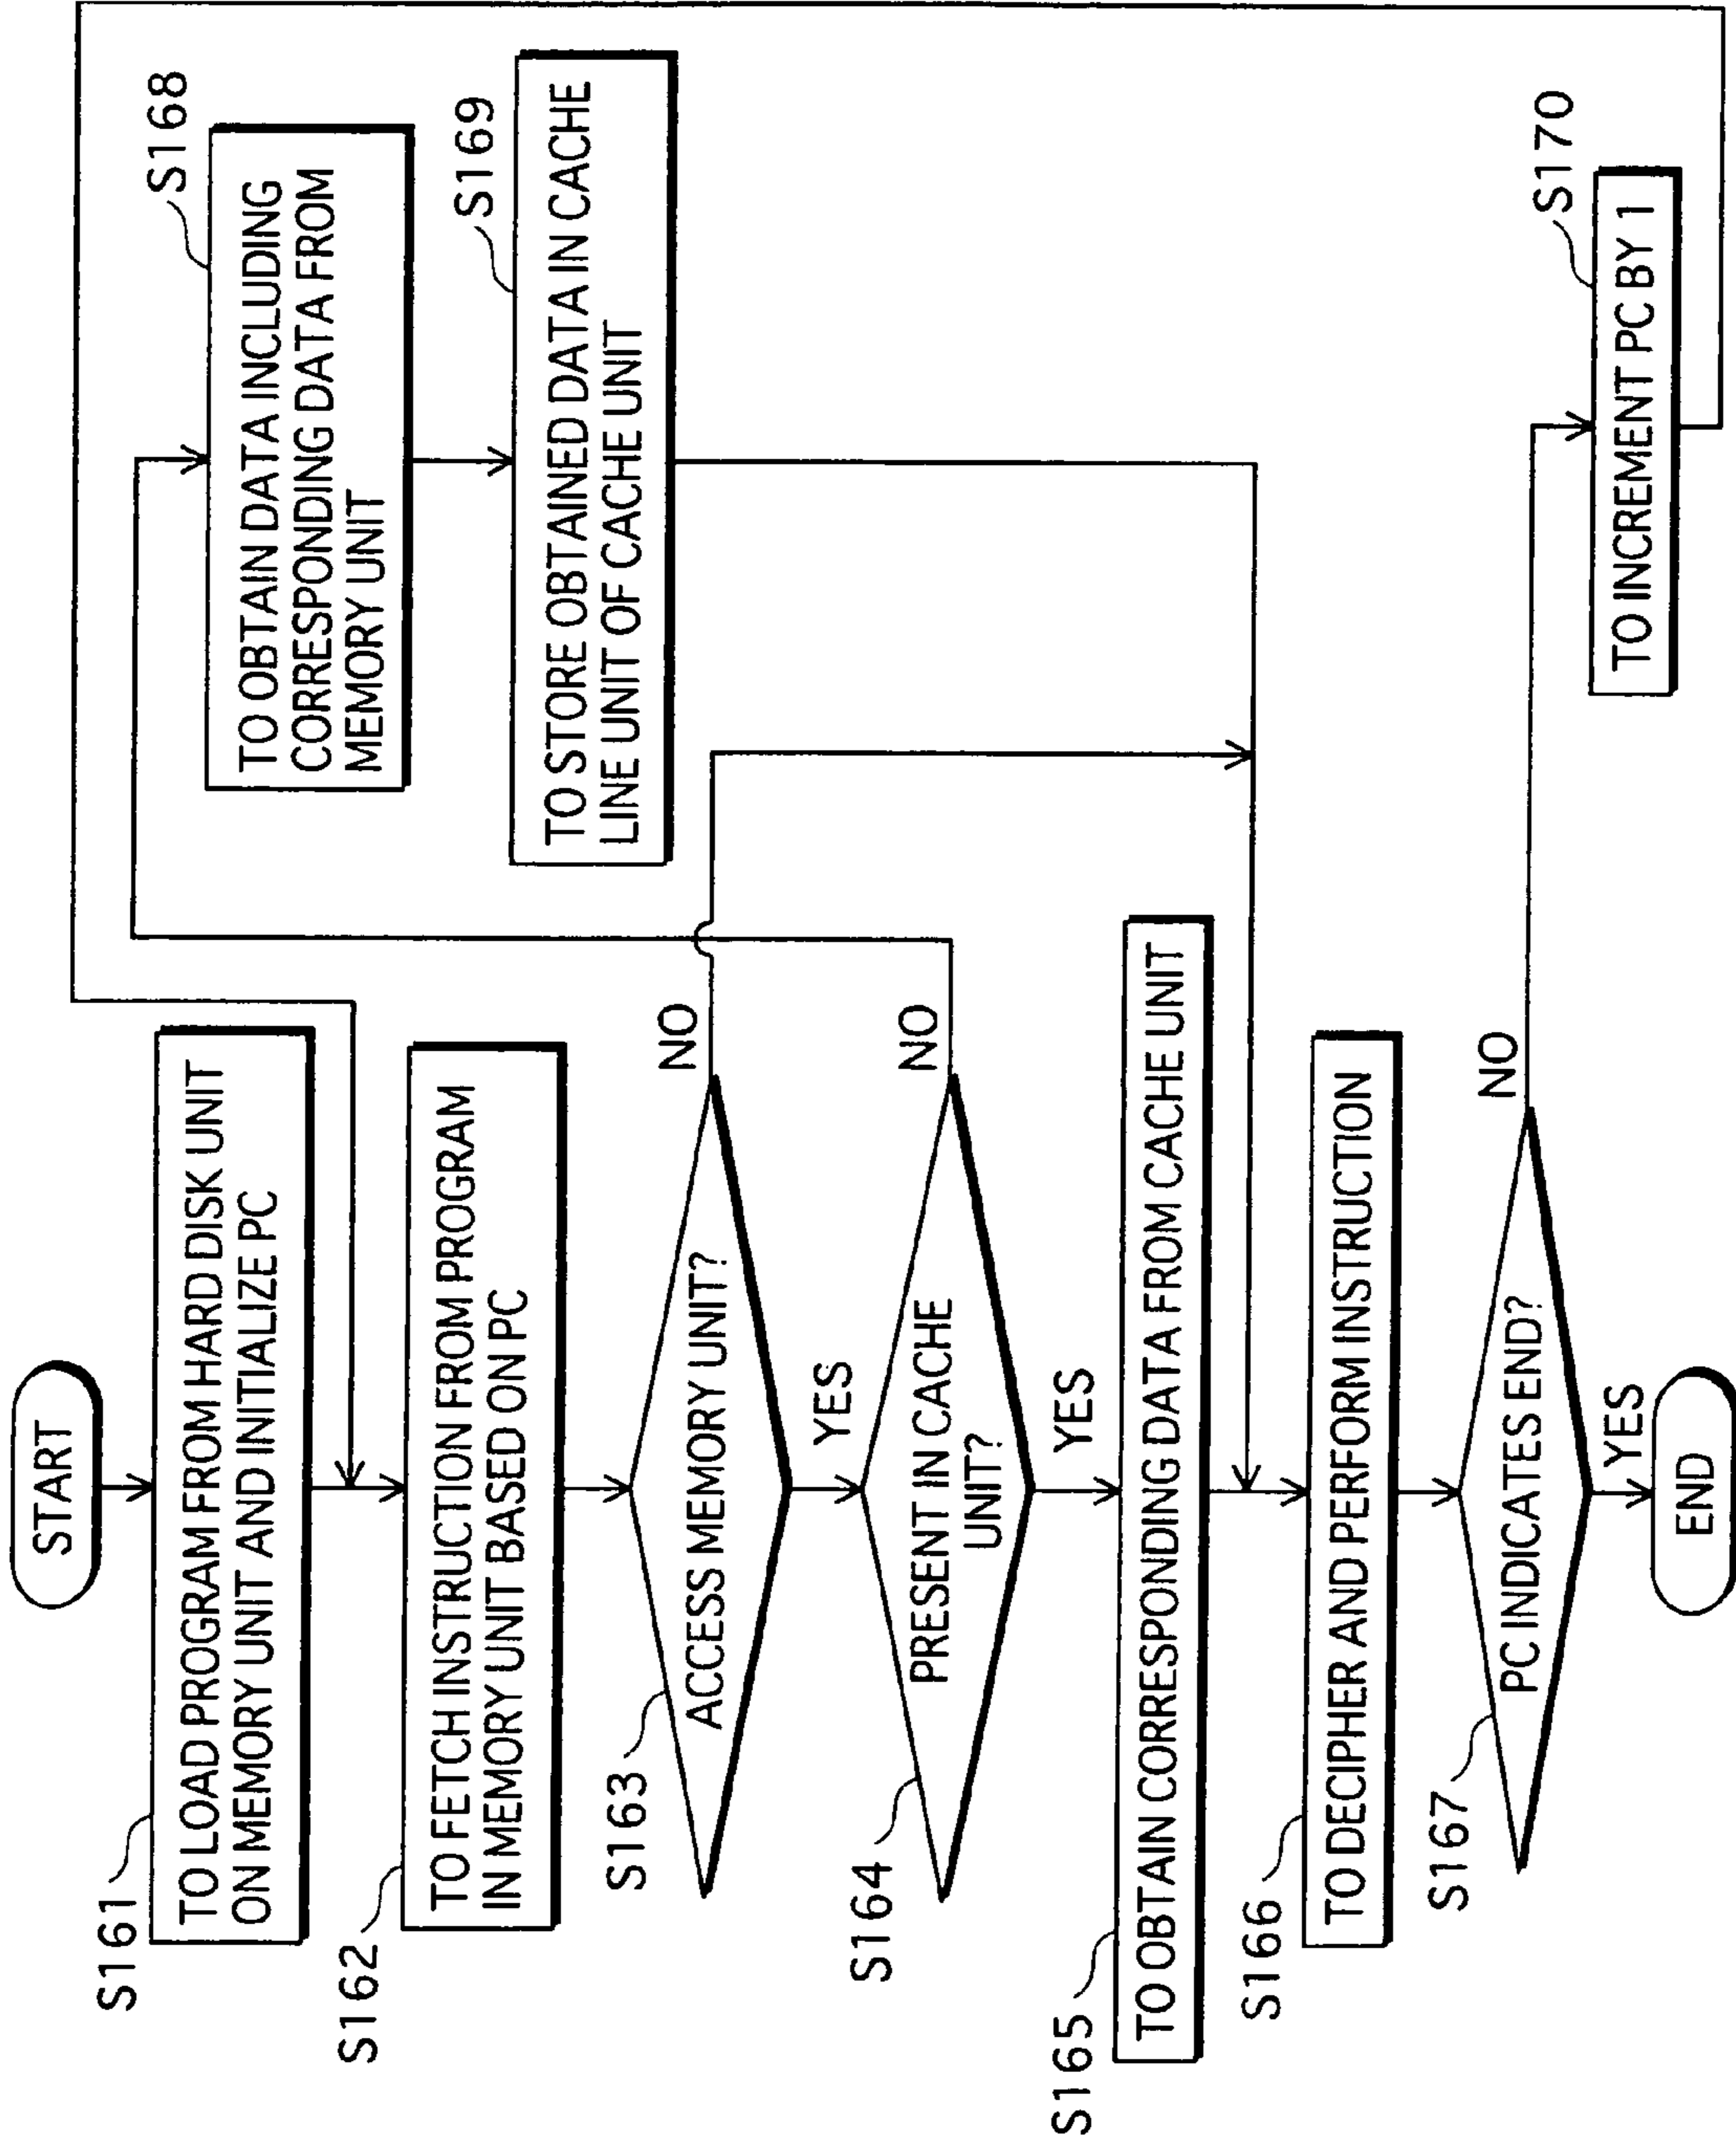 START
S161
TO LOAD PROGRAM FROM HARD DISK UNIT
ON MEMORY UNIT AND INITIALIZE PC
S162
TO FETCH INSTRUCTION FROM PROGRAM
IN MEMORY UNIT BASED ON PC
S163
ACCESS MEMORY UNIT?
NO
YES
S164
PRESENT IN CACHE
UNIT?
NO
YES
S165
TO OBTAIN CORRESPONDING DATA FROM CACHE UNIT
S166
TO DECIPHER AND PERFORM INSTRUCTION
S167
PC INDICATES END?
NO
YES
END
S168
TO OBTAIN DATA INCLUDING
CORRESPONDING DATA FROM
MEMORY UNIT
S169
TO STORE OBTAINED DATA IN CACHE
LINE UNIT OF CACHE UNIT
S170
TO INCREMENT PC BY 1